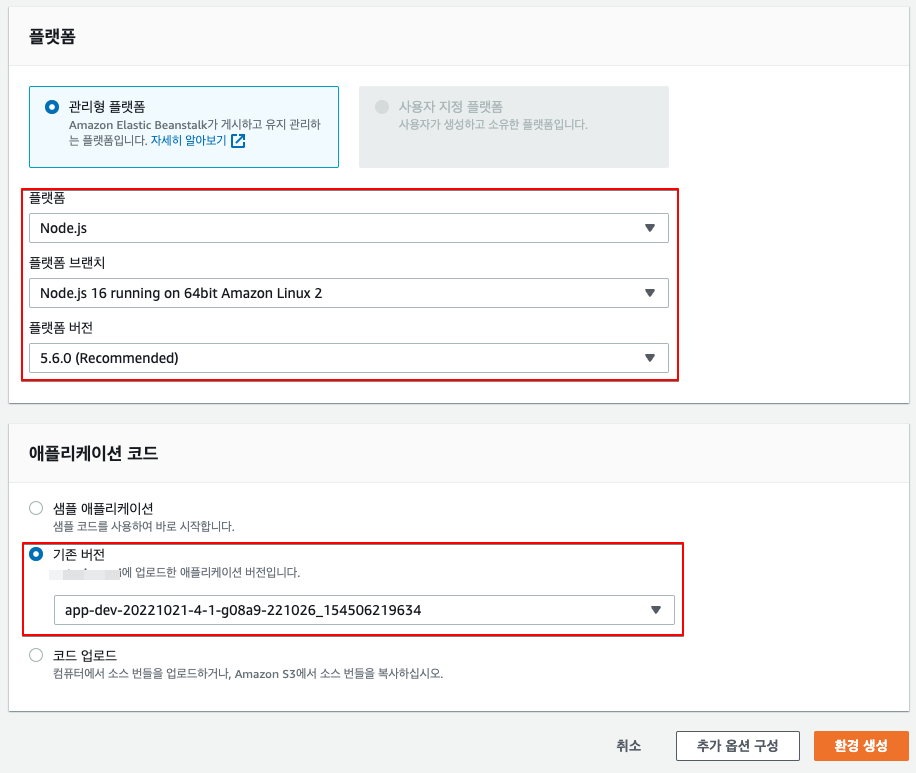 플랫폼
관리형 플랫폼
Amazon Elastic Beanstalk가 게시하고 유지 관리하
는 플랫폼입니다. 자세히 알아보기
사용자 지정 플랫폼
사용자가 생성하고 소유한 플랫폼입니다.
플랫폼
Node.js
플랫폼 브랜치
Node.js 16 running on 64bit Amazon Linux 2
플랫폼 버전
5.6.0 (Recommended)
애플리케이션 코드
샘플 애플리케이션
샘플 코드를 사용하여 바로 시작합니다.
기존 버전
에 업로드한 애플리케이션 버전입니다.
app-dev-20221021-4-1-g08a9-221026_154506219634
코드 업로드
컴퓨터에서 소스 번들을 업로드하거나, Amazon S3에서 소스 번들을 복사하십시오.
취소
추가 옵션 구성
환경 생성